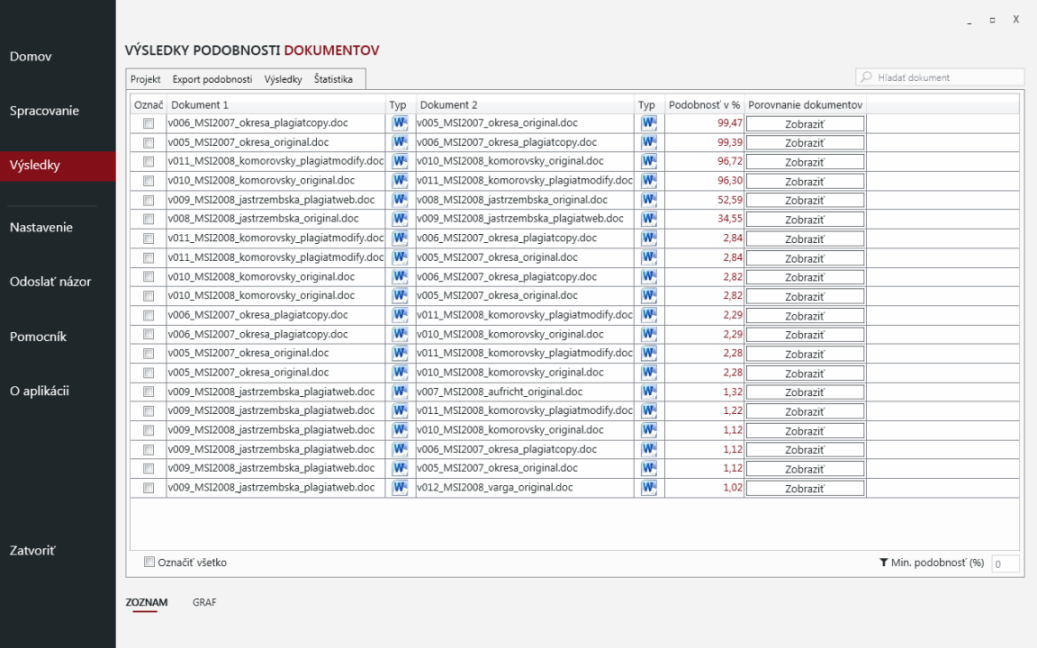 _ □ X
Domov
Spracovanie
Výsledky
Nastavenie
Odoslať názor
Pomocník
O aplikácii
Zatvoriť
VÝSLEDKY PODOBNOSTI DOKUMENTOV
Projekt Export podobnosti Výsledky Štatistika
Hľadať dokument
Označ Dokument 1 Typ Dokument 2 Typ Podobnosť v % Porovnanie dokumentov
v006_MSI2007_okresa_plagiatcopy.doc W v005_MSI2007_okresa_original.doc W 99,47 Zobraziť
v005_MSI2007_okresa_original.doc W v006_MSI2007_okresa_plagiatcopy.doc W 99,39 Zobraziť
v011_MSI2008_komorovsky_plagiatmodify.doc W v010_MSI2008_komorovsky_original.doc W 96,72 Zobraziť
v010_MSI2008_komorovsky_original.doc W v011_MSI2008_komorovsky_plagiatmodify.doc W 96,30 Zobraziť
v009_MSI2008_jastrzembska_plagiatweb.doc W v008_MSI2008_jastrzembska_original.doc W 52,59 Zobraziť
v008_MSI2008_jastrzembska_original.doc W v009_MSI2008_jastrzembska_plagiatweb.doc W 34,55 Zobraziť
v011_MSI2008_komorovsky_plagiatmodify.doc W v006_MSI2007_okresa_plagiatcopy.doc W 2,84 Zobraziť
v011_MSI2008_komorovsky_plagiatmodify.doc W v005_MSI2007_okresa_original.doc W 2,84 Zobraziť
v010_MSI2008_komorovsky_original.doc W v006_MSI2007_okresa_plagiatcopy.doc W 2,82 Zobraziť
v010_MSI2008_komorovsky_original.doc W v005_MSI2007_okresa_original.doc W 2,82 Zobraziť
v006_MSI2007_okresa_plagiatcopy.doc W v011_MSI2008_komorovsky_plagiatmodify.doc W 2,29 Zobraziť
v006_MSI2007_okresa_plagiatcopy.doc W v010_MSI2008_komorovsky_original.doc W 2,29 Zobraziť
v005_MSI2007_okresa_original.doc W v011_MSI2008_komorovsky_plagiatmodify.doc W 2,28 Zobraziť
v005_MSI2007_okresa_original.doc W v010_MSI2008_komorovsky_original.doc W 2,28 Zobraziť
v009_MSI2008_jastrzembska_plagiatweb.doc W v007_MSI2008_aufricht_original.doc W 1,32 Zobraziť
v009_MSI2008_jastrzembska_plagiatweb.doc W v011_MSI2008_komorovsky_plagiatmodify.doc W 1,22 Zobraziť
v009_MSI2008_jastrzembska_plagiatweb.doc W v010_MSI2008_komorovsky_original.doc W 1,12 Zobraziť
v009_MSI2008_jastrzembska_plagiatweb.doc W v006_MSI2007_okresa_plagiatcopy.doc W 1,12 Zobraziť
v009_MSI2008_jastrzembska_plagiatweb.doc W v005_MSI2007_okresa_original.doc W 1,12 Zobraziť
v009_MSI2008_jastrzembska_plagiatweb.doc W v012_MSI2008_varga_original.doc W 1,02 Zobraziť
Označiť všetko
Min. podobnosť (%) 0
ZOZNAM GRAF